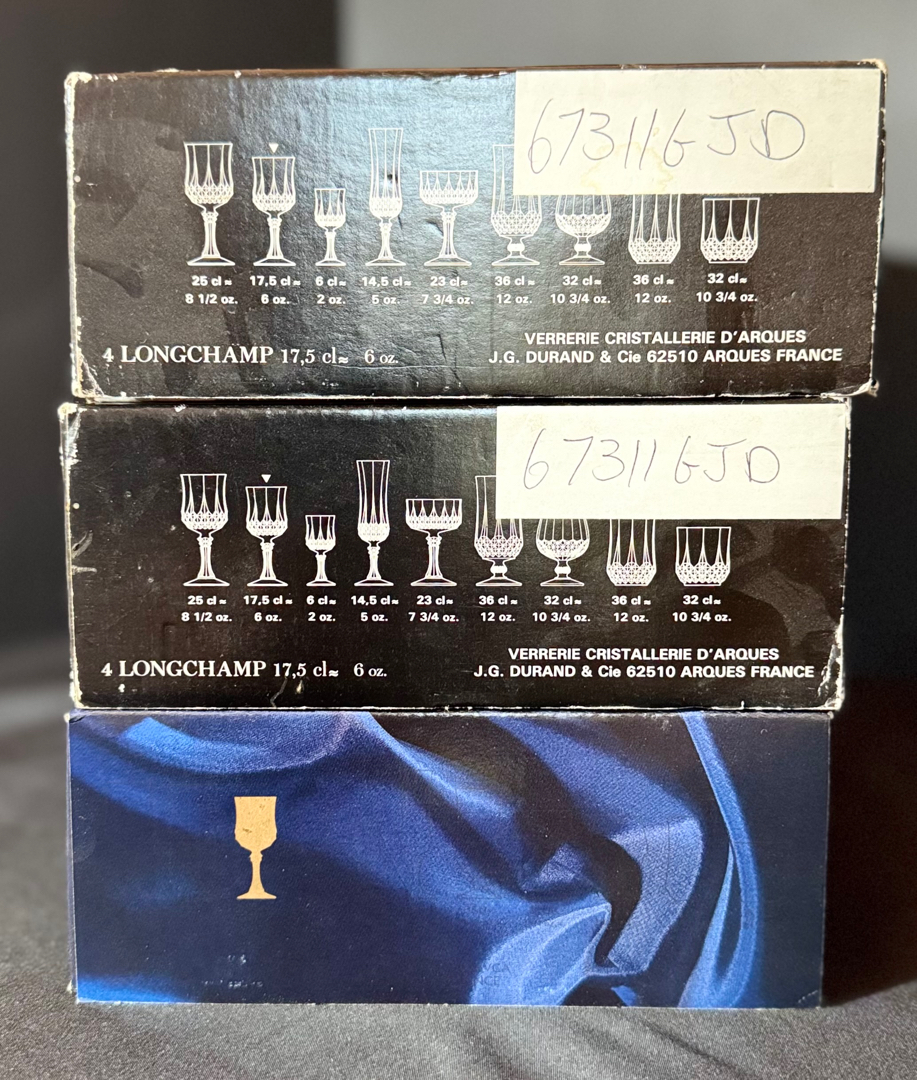 67311GJD
25 cl≈ 17,5 cl≈ 6 cl≈ 14,5 cl≈ 23 cl≈ 36 cl≈ 32 cl≈ 36 cl≈ 32 cl≈
8 1/2 oz. 6 oz. 2 oz. 5 oz. 7 3/4 oz. 12 oz. 10 3/4 oz. 12 oz. 10 3/4 oz.
VERRERIE CRISTALLERIE D'ARQUES
4 LONGCHAMP 17,5 cl≈ 6 oz. J.G. DURAND & Cie 62510 ARQUES FRANCE
67311GJD
25 cl≈ 17,5 cl≈ 6 cl≈ 14,5 cl≈ 23 cl≈ 36 cl≈ 32 cl≈ 36 cl≈ 32 cl≈
8 1/2 oz. 6 oz. 2 oz. 5 oz. 7 3/4 oz. 12 oz. 10 3/4 oz. 12 oz. 10 3/4 oz.
VERRERIE CRISTALLERIE D'ARQUES
4 LONGCHAMP 17,5 cl≈ 6 oz. J.G. DURAND & Cie 62510 ARQUES FRANCE